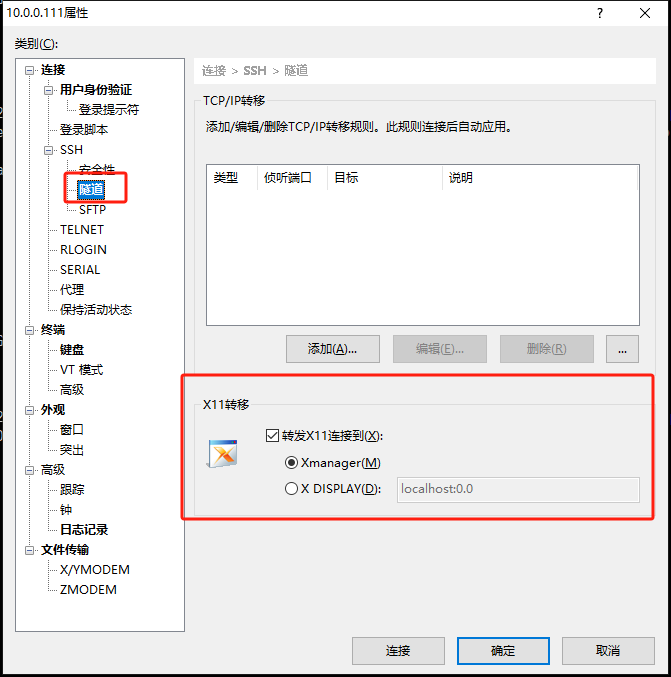 10.0.0.111属性
类别(C):
连接
用户身份验证
登录提示符
登录脚本
SSH
安全性
隧道
SFTP
TELNET
RLOGIN
SERIAL
代理
保持活动状态
终端
键盘
VT 模式
高级
外观
窗口
突出
高级
跟踪
钟
日志记录
文件传输
X/YMODEM
ZMODEM
连接 > SSH > 隧道
TCP/IP转移
添加/编辑/删除TCP/IP转移规则。此规则连接后自动应用。
类型 侦听端口 目标 说明
添加(A)... 编辑(E)... 删除(R) ...
X11转移
转发X11连接到(X):
Xmanager(M)
X DISPLAY(D): localhost:0.0
连接 确定 取消